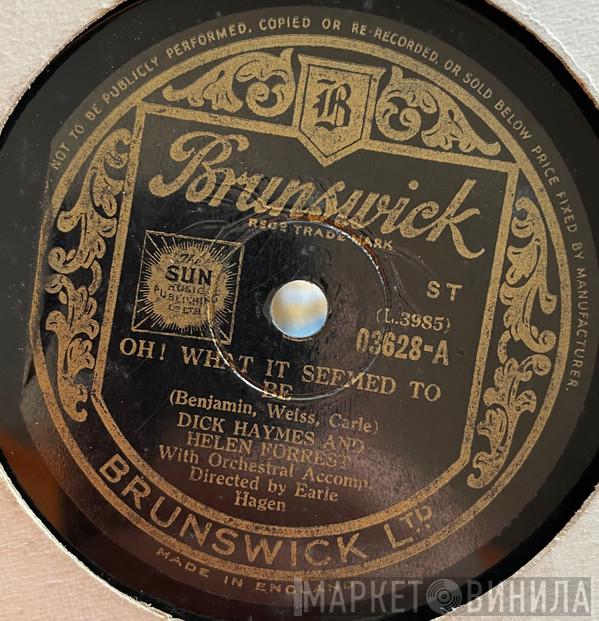 NOT TO BE PUBLICLY PERFORMED, COPIED OR RE-RECORDED, OR SOLD BELOW PRICE FIXED BY MANUFACTURER.
B
Brunswick
REGD TRADE MARK
The
SUN
MUSIC
PUBLISHING
CO LTD
ST
(L.3985)
03628-A
OH! WHAT IT SEEMED TO
BE
(Benjamin, Weiss, Carle)
DICK HAYMES AND
HELEN FORREST
With Orchestral Accomp.
Directed by Earle
Hagen
BRUNSWICK LTD.
MADE IN ENGLAND
МАРКЕТ ВИНИЛА